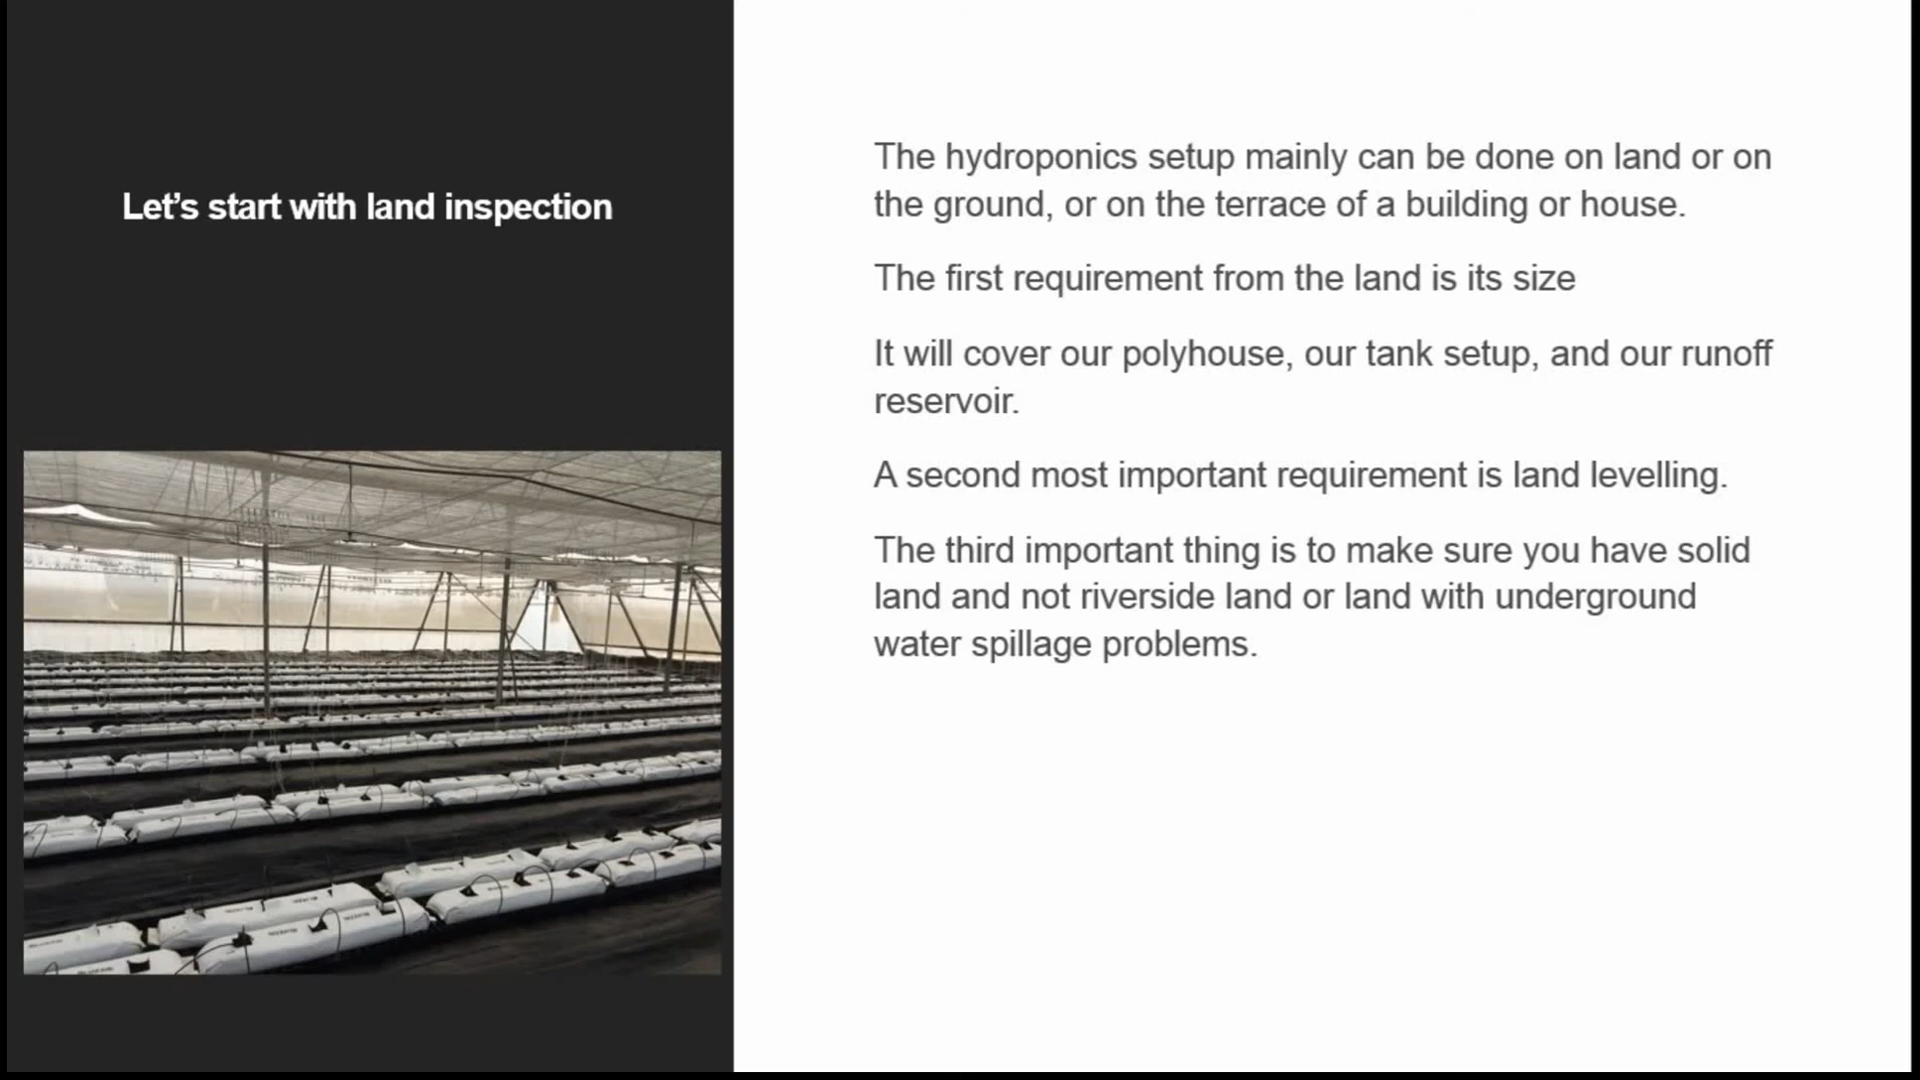 Let’s start with land inspection
The hydroponics setup mainly can be done on land or on
the ground, or on the terrace of a building or house.
The first requirement from the land is its size
It will cover our polyhouse, our tank setup, and our runoff
reservoir.
A second most important requirement is land levelling.
The third important thing is to make sure you have solid
land and not riverside land or land with underground
water spillage problems.